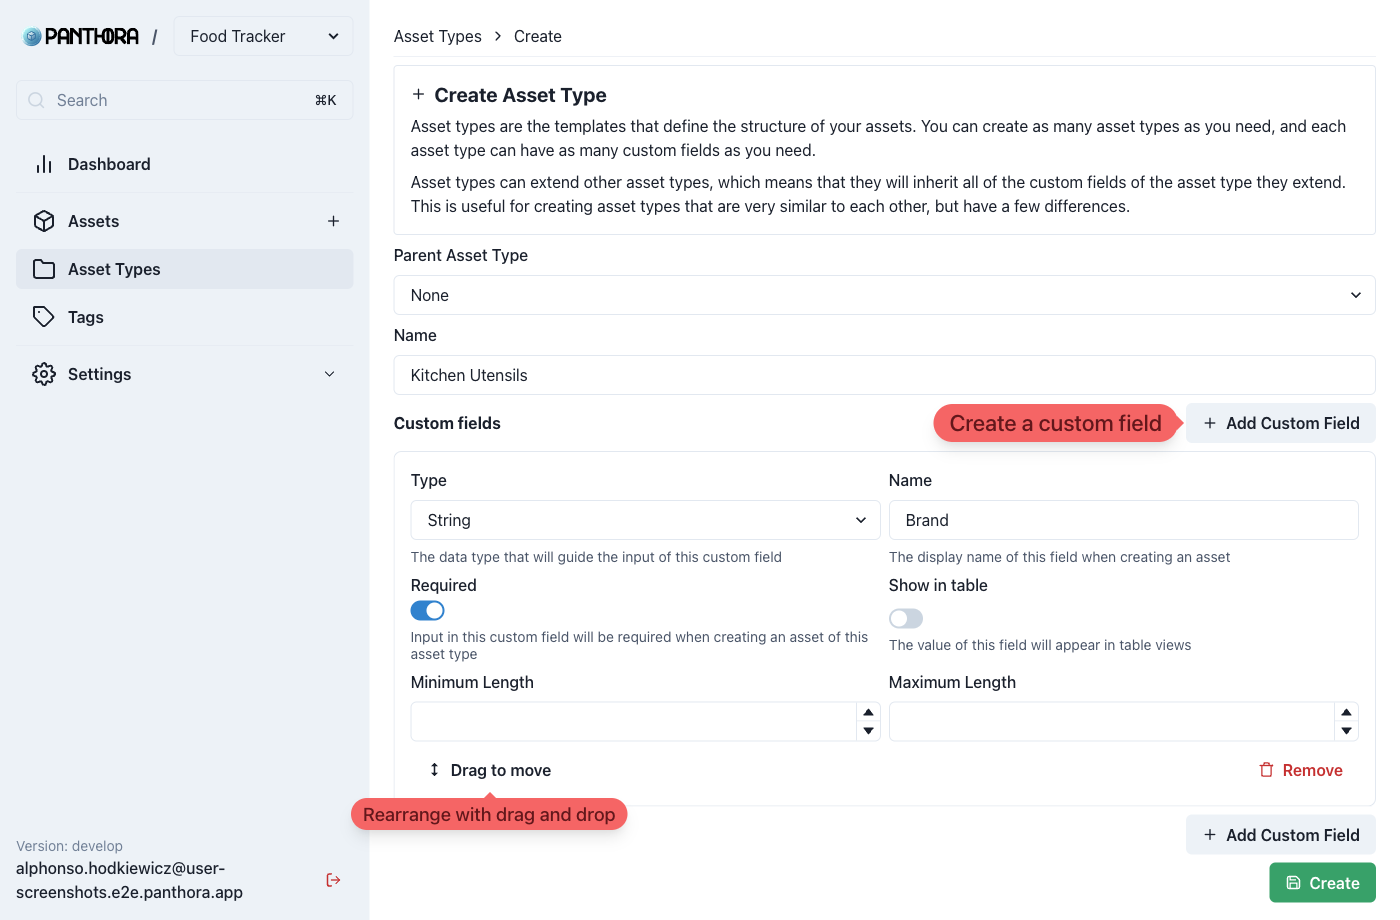 PANTHORA / Food Tracker
Search ⌘K
Dashboard
Assets
Asset Types
Tags
Settings
Version: develop
alphonso.hodkiewicz@user-
screenshots.e2e.panthora.app
Asset Types > Create
+ Create Asset Type
Asset types are the templates that define the structure of your assets. You can create as many asset types as you need, and each
asset type can have as many custom fields as you need.
Asset types can extend other asset types, which means that they will inherit all of the custom fields of the asset type they extend.
This is useful for creating asset types that are very similar to each other, but have a few differences.
Parent Asset Type
None
Name
Kitchen Utensils
Custom fields
Create a custom field
+ Add Custom Field
Type
String
The data type that will guide the input of this custom field
Name
Brand
The display name of this field when creating an asset
Required
Input in this custom field will be required when creating an asset of this
asset type
Show in table
The value of this field will appear in table views
Minimum Length
Maximum Length
Drag to move
Remove
Rearrange with drag and drop
+ Add Custom Field
Create